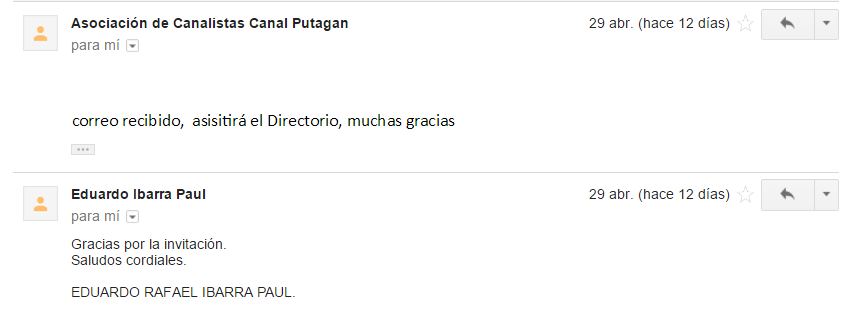 Asociación de Canalistas Canal Putagan
29 abr. (hace 12 días)
para mí
correo recibido, asisitirá el Directorio, muchas gracias
Eduardo Ibarra Paul
29 abr. (hace 12 días)
para mí
Gracias por la invitación.
Saludos cordiales.
EDUARDO RAFAEL IBARRA PAUL.